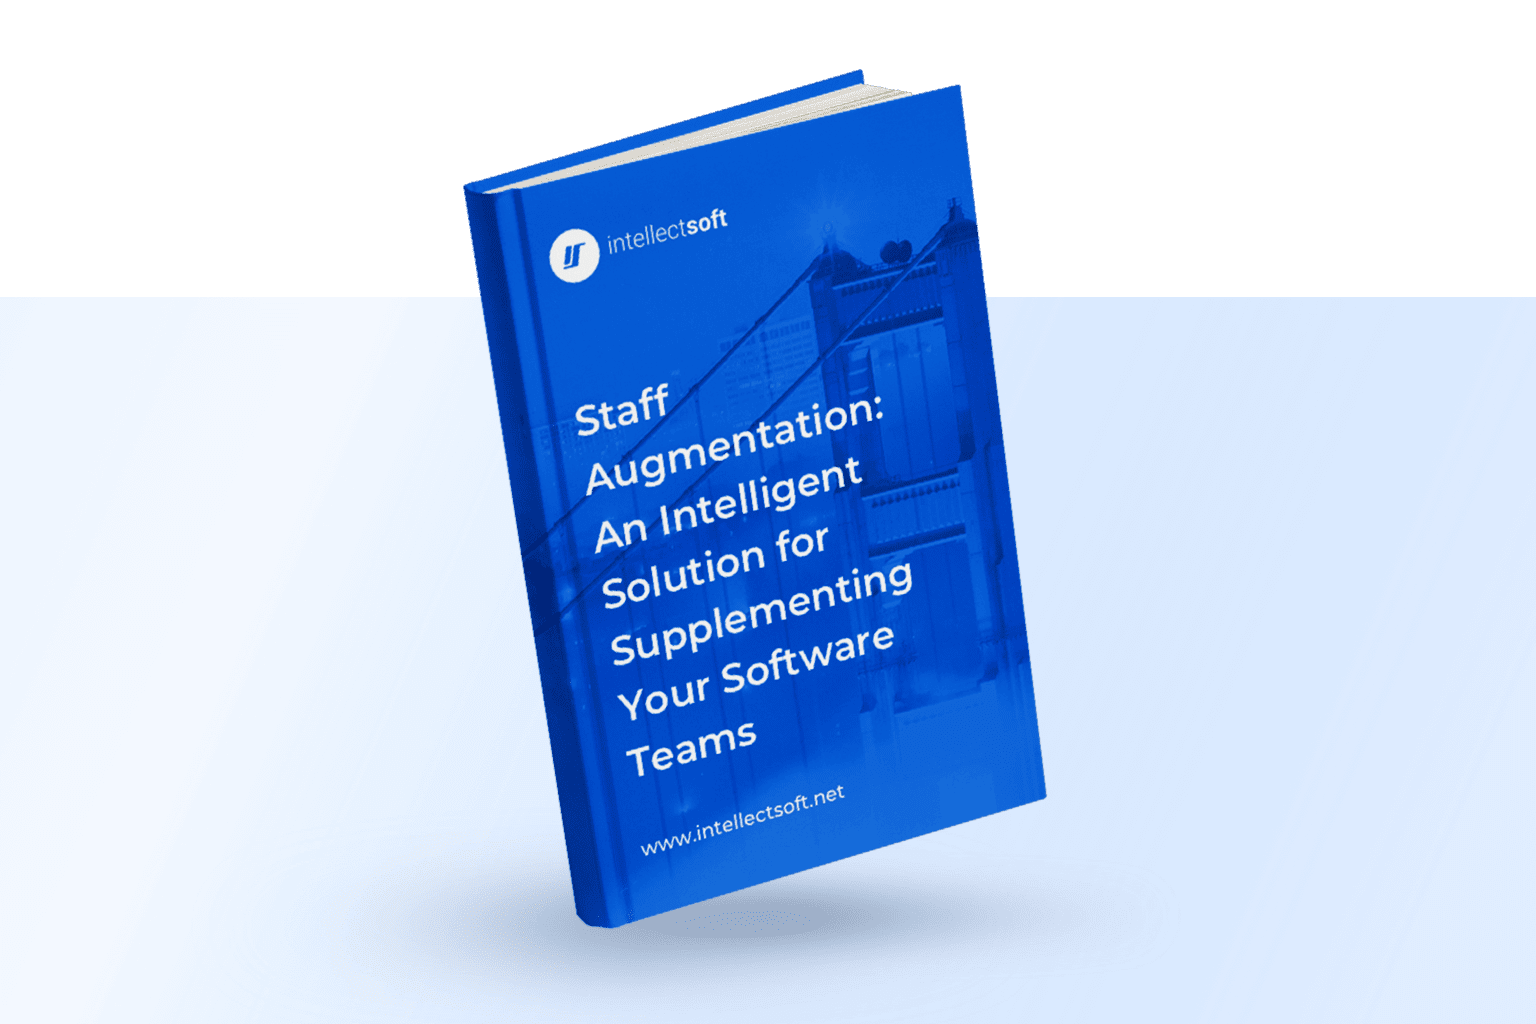 intellectsoft
Staff
Augmentation:
An Intelligent
Solution for
Supplementing
Your Software
Teams
www.intellectsoft.net